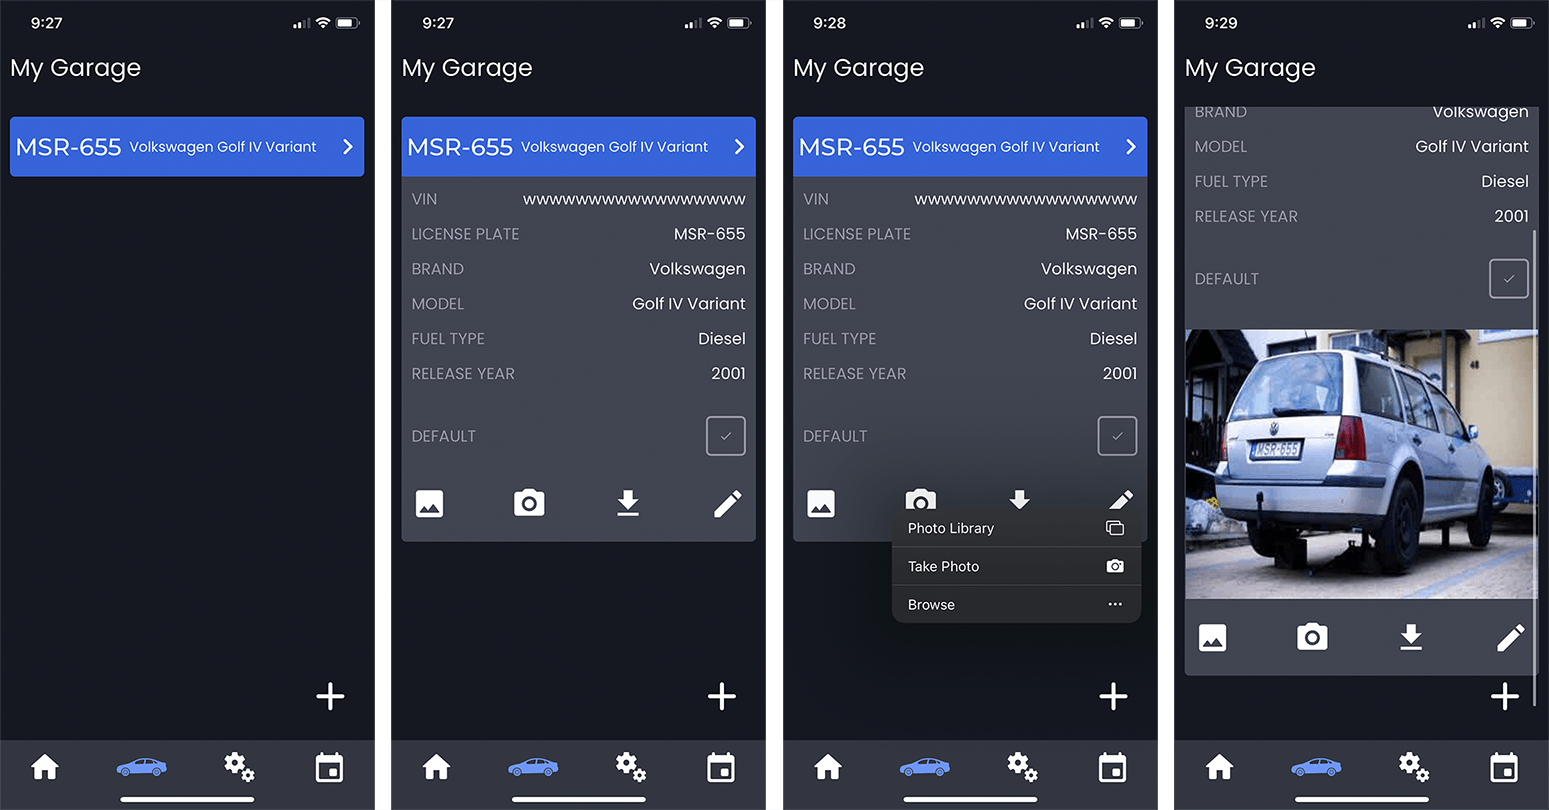 9:27
My Garage
MSR-655 Volkswagen Golf IV Variant
9:27
My Garage
MSR-655 Volkswagen Golf IV Variant
VIN wwwwwwwwwwwwwwwww
LICENSE PLATE MSR-655
BRAND Volkswagen
MODEL Golf IV Variant
FUEL TYPE Diesel
RELEASE YEAR 2001
DEFAULT
9:28
My Garage
MSR-655 Volkswagen Golf IV Variant
VIN wwwwwwwwwwwwwwwww
LICENSE PLATE MSR-655
BRAND Volkswagen
MODEL Golf IV Variant
FUEL TYPE Diesel
RELEASE YEAR 2001
DEFAULT
Photo Library
Take Photo
Browse
9:29
My Garage
BRAND Volkswagen
MODEL Golf IV Variant
FUEL TYPE Diesel
RELEASE YEAR 2001
DEFAULT
48
MSR-655